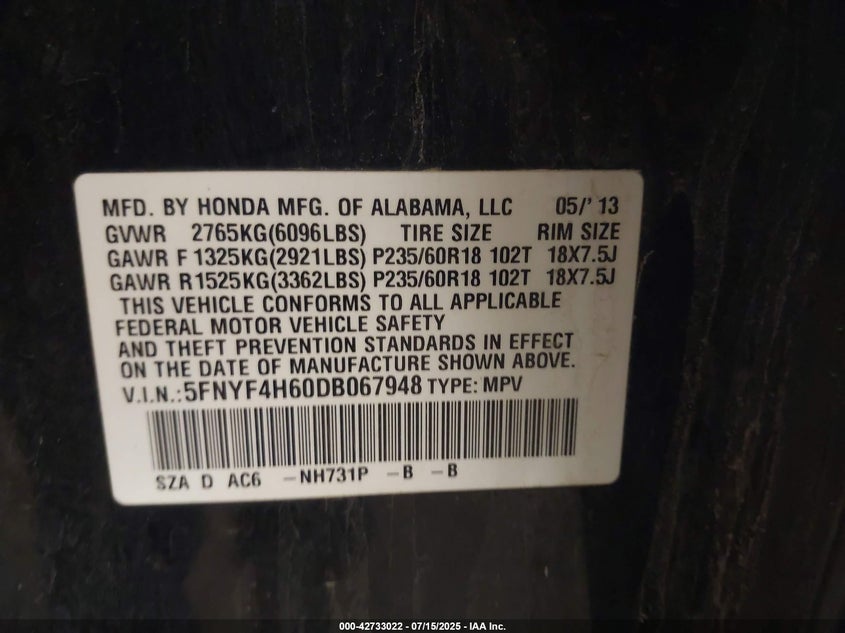 MFD. BY HONDA MFG. OF ALABAMA, LLC 05/' 13
GVWR 2765KG(6096LBS) TIRE SIZE RIM SIZE
GAWR F 1325KG(2921LBS) P235/60R18 102T 18X7.5J
GAWR R1525KG(3362LBS) P235/60R18 102T 18X7.5J
THIS VEHICLE CONFORMS TO ALL APPLICABLE
FEDERAL MOTOR VEHICLE SAFETY
AND THEFT PREVENTION STANDARDS IN EFFECT
ON THE DATE OF MANUFACTURE SHOWN ABOVE.
V.I.N.:5FNYF4H60DB067948 TYPE: MPV
SZA D AC6 -NH731P -B -B
000-42733022 - 07/15/2025 - IAA Inc.